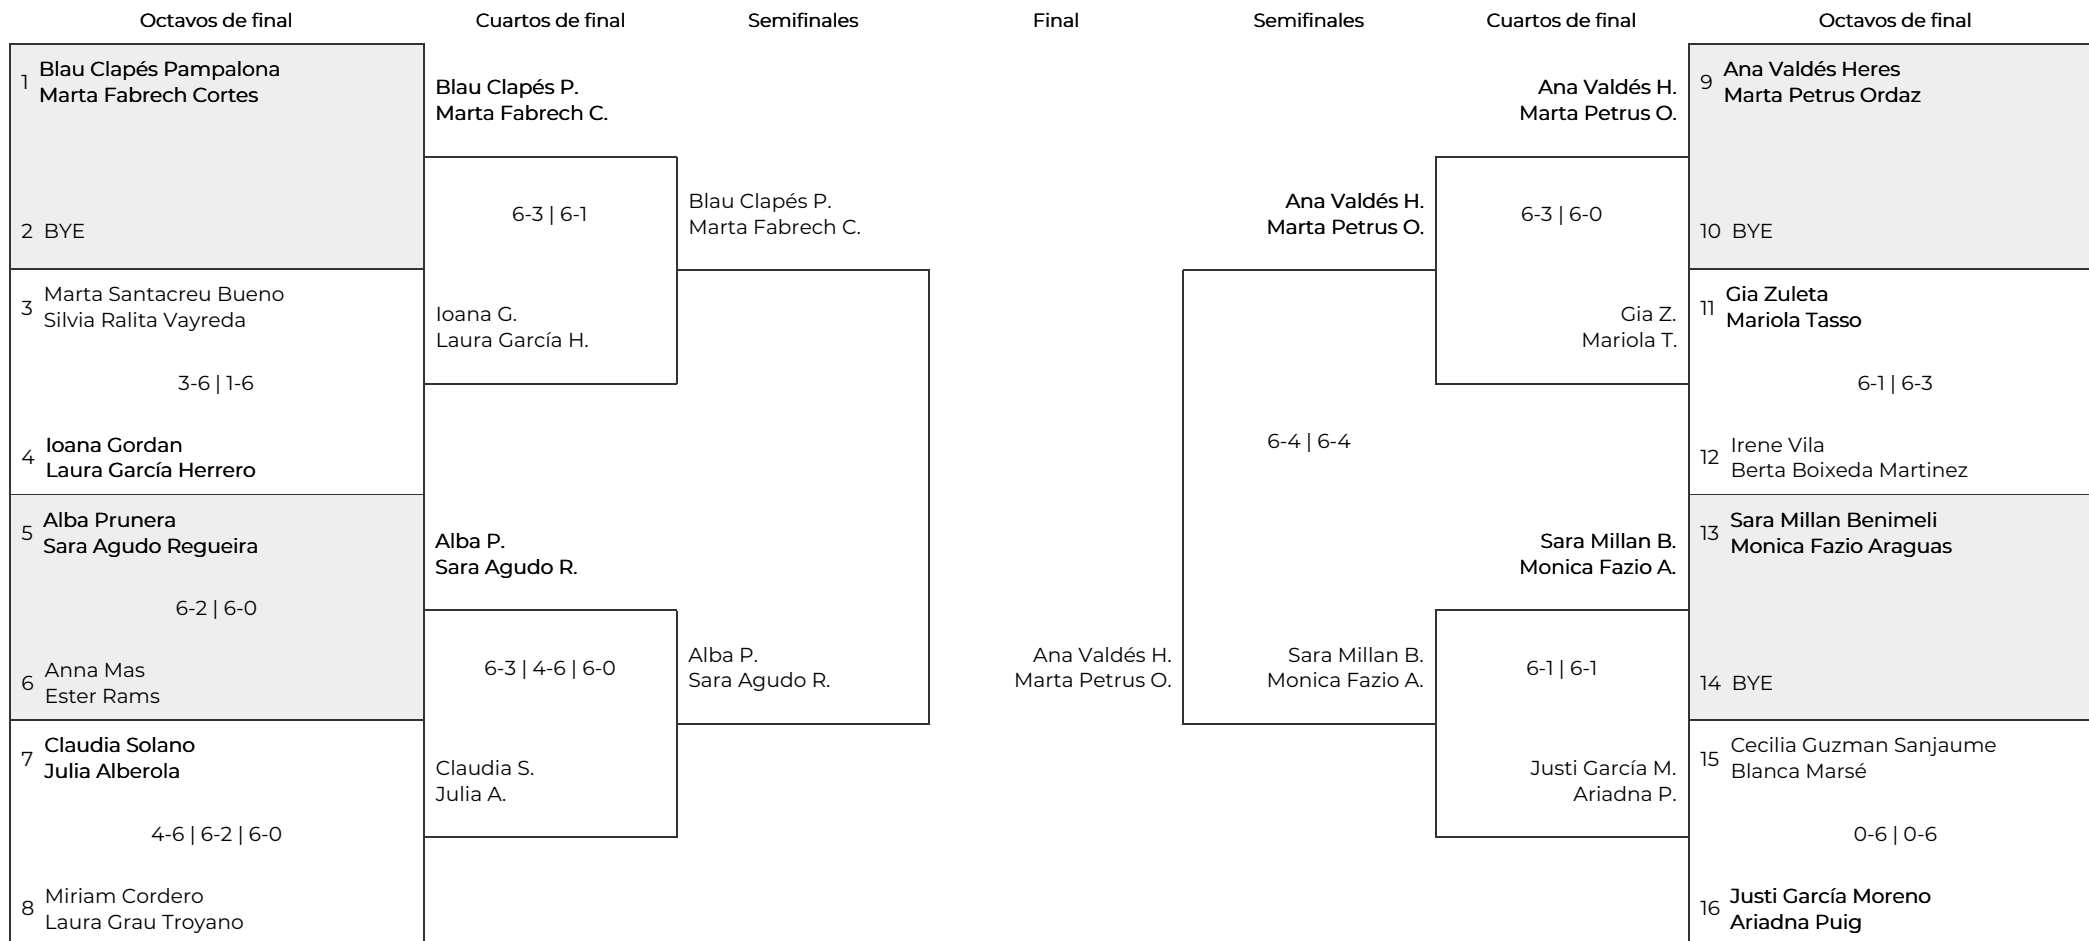 Octavos de final
Cuartos de final
Semifinales
Final
Semifinales
Cuartos de final
Octavos de final
1
Blau Clapés Pampalona
Marta Fabrech Cortes
2 BYE
3
Marta Santacreu Bueno
Silvia Ralita Vayreda
3-6 | 1-6
4
Ioana Gordan
Laura García Herrero
5
Alba Prunera
Sara Agudo Regueira
6-2 | 6-0
6
Anna Mas
Ester Rams
7
Claudia Solano
Julia Alberola
4-6 | 6-2 | 6-0
8
Miriam Cordero
Laura Grau Troyano
Blau Clapés P.
Marta Fabrech C.
6-3 | 6-1
Ioana G.
Laura García H.
Alba P.
Sara Agudo R.
6-3 | 4-6 | 6-0
Claudia S.
Julia A.
Blau Clapés P.
Marta Fabrech C.
Alba P.
Sara Agudo R.
Ana Valdés H.
Marta Petrus O.
Ana Valdés H.
Marta Petrus O.
6-4 | 6-4
Sara Millan B.
Monica Fazio A.
Ana Valdés H.
Marta Petrus O.
6-3 | 6-0
Gia Z.
Mariola T.
Sara Millan B.
Monica Fazio A.
6-1 | 6-1
Justi García M.
Ariadna P.
9
Ana Valdés Heres
Marta Petrus Ordaz
10 BYE
11
Gia Zuleta
Mariola Tasso
6-1 | 6-3
12
Irene Vila
Berta Boixeda Martinez
13
Sara Millan Benimeli
Monica Fazio Araguas
14 BYE
15
Cecilia Guzman Sanjaume
Blanca Marsé
0-6 | 0-6
16
Justi García Moreno
Ariadna Puig